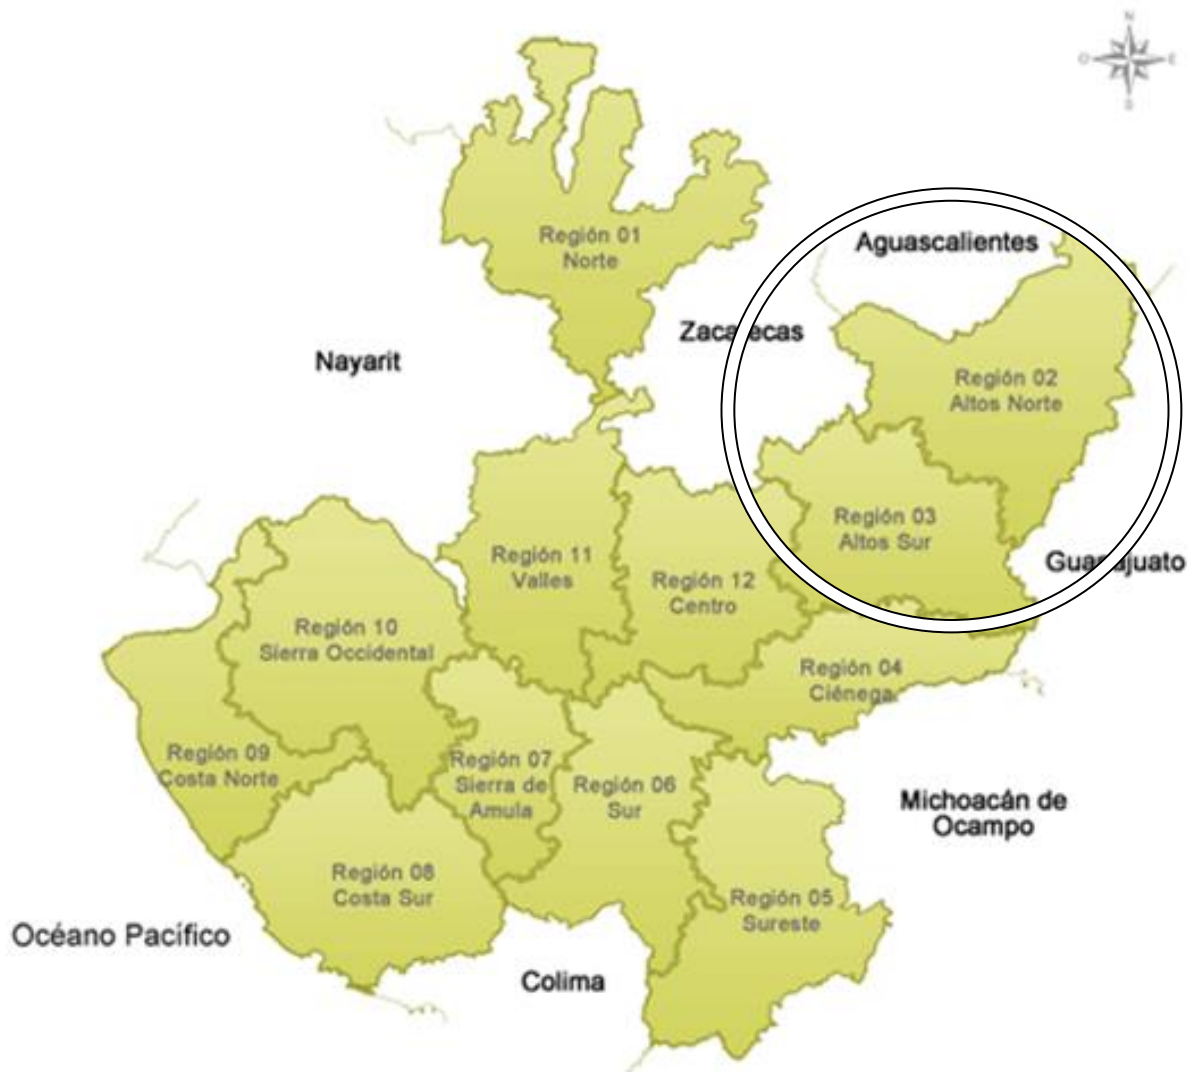 N
O E
S
Región 01
Norte
Aguascalientes
Zacatecas
Nayarit
Región 02
Altos Norte
Región 03
Altos Sur
Guanajuato
Región 11
Valles
Región 12
Centro
Región 10
Sierra Occidental
Región 04
Ciénega
Región 09
Costa Norte
Región 07
Sierra de
Amula
Región 06
Sur
Michoacán de
Ocampo
Región 08
Costa Sur
Región 05
Sureste
Océano Pacífico
Colima